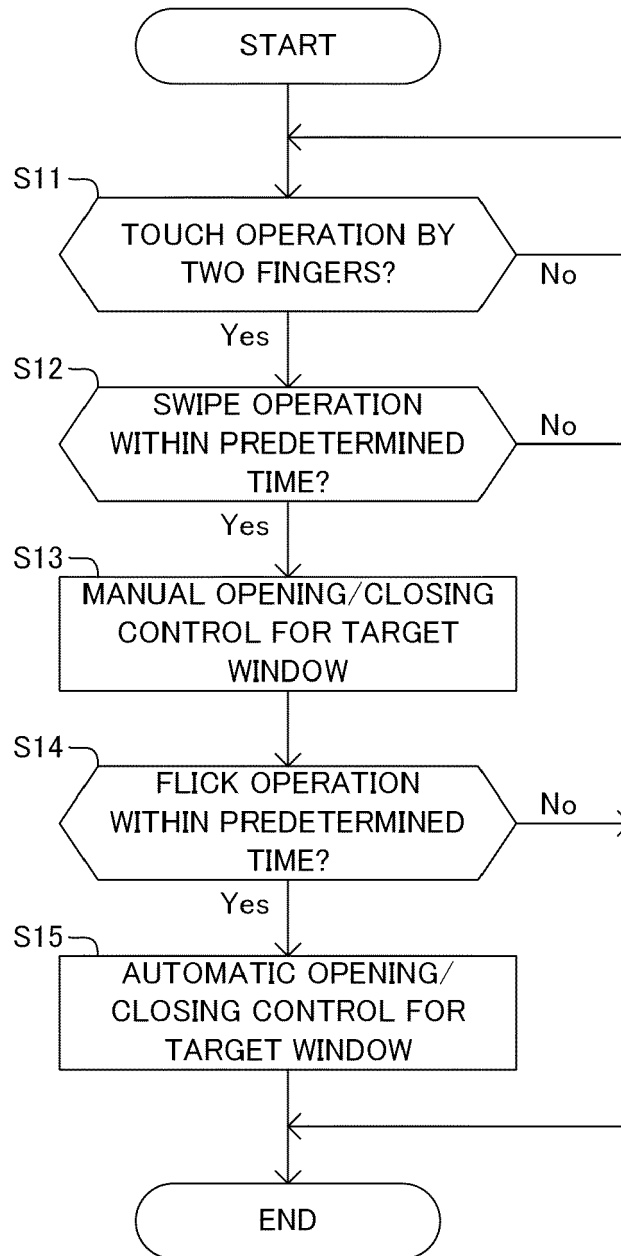 START
S11
TOUCH OPERATION BY
TWO FINGERS?
No
Yes
S12
SWIPE OPERATION
WITHIN PREDETERMINED
TIME?
No
Yes
S13
MANUAL OPENING/CLOSING
CONTROL FOR TARGET
WINDOW
S14
FLICK OPERATION
WITHIN PREDETERMINED
TIME?
No
Yes
S15
AUTOMATIC OPENING/
CLOSING CONTROL FOR
TARGET WINDOW
END